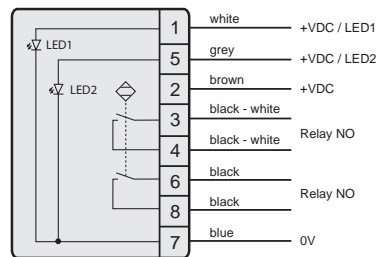 1 white +VDC / LED1
LED1
5 grey +VDC / LED2
LED2
2 brown +VDC
3 black - white
Relay NO
4 black - white
6 black
Relay NO
8 black
7 blue 0V